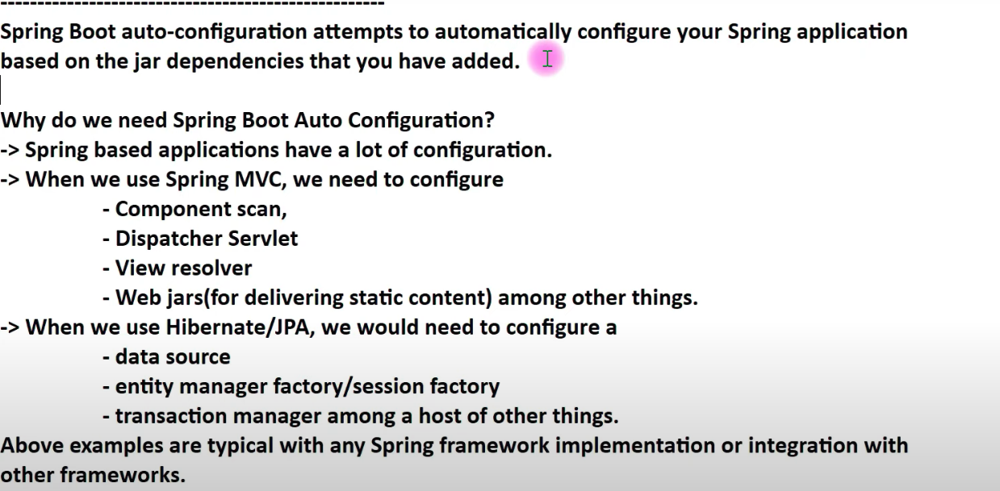 ----------------------------------------------------
Spring Boot auto-configuration attempts to automatically configure your Spring application
based on the jar dependencies that you have added.
Why do we need Spring Boot Auto Configuration?
-> Spring based applications have a lot of configuration.
-> When we use Spring MVC, we need to configure
- Component scan,
- Dispatcher Servlet
- View resolver
- Web jars(for delivering static content) among other things.
-> When we use Hibernate/JPA, we would need to configure a
- data source
- entity manager factory/session factory
- transaction manager among a host of other things.
Above examples are typical with any Spring framework implementation or integration with
other frameworks.